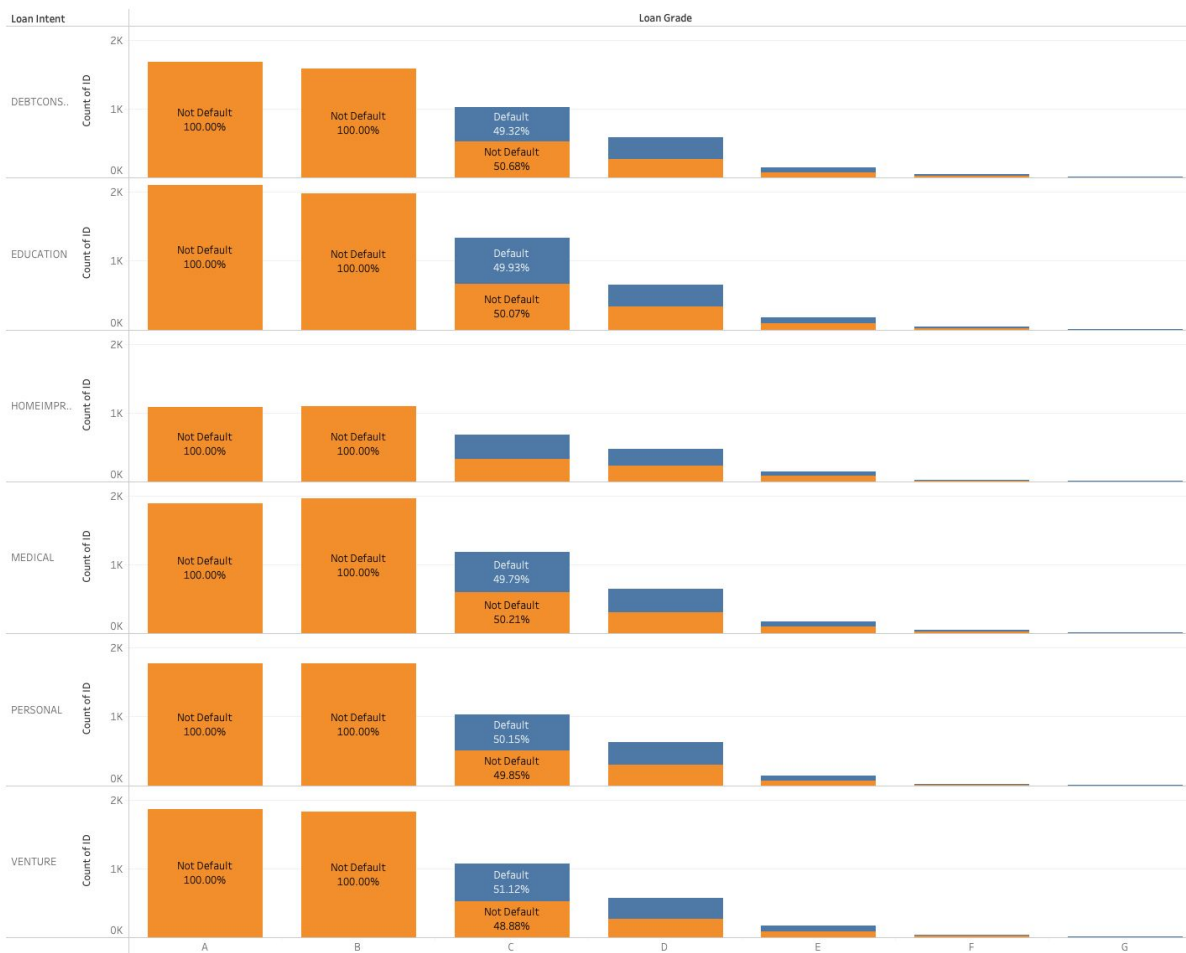 Loan Intent
Loan Grade
DEBTCONS..
Count of ID
2K
1K
0K
Not Default
100.00%
Not Default
100.00%
Default
49.32%
Not Default
50.68%
EDUCATION
Count of ID
2K
1K
0K
Not Default
100.00%
Not Default
100.00%
Default
49.93%
Not Default
50.07%
HOMEIMPR..
Count of ID
2K
1K
0K
Not Default
100.00%
Not Default
100.00%
MEDICAL
Count of ID
2K
1K
0K
Not Default
100.00%
Not Default
100.00%
Default
49.79%
Not Default
50.21%
PERSONAL
Count of ID
2K
1K
0K
Not Default
100.00%
Not Default
100.00%
Default
50.15%
Not Default
49.85%
VENTURE
Count of ID
2K
1K
0K
Not Default
100.00%
Not Default
100.00%
Default
51.12%
Not Default
48.88%
A B C D E F G